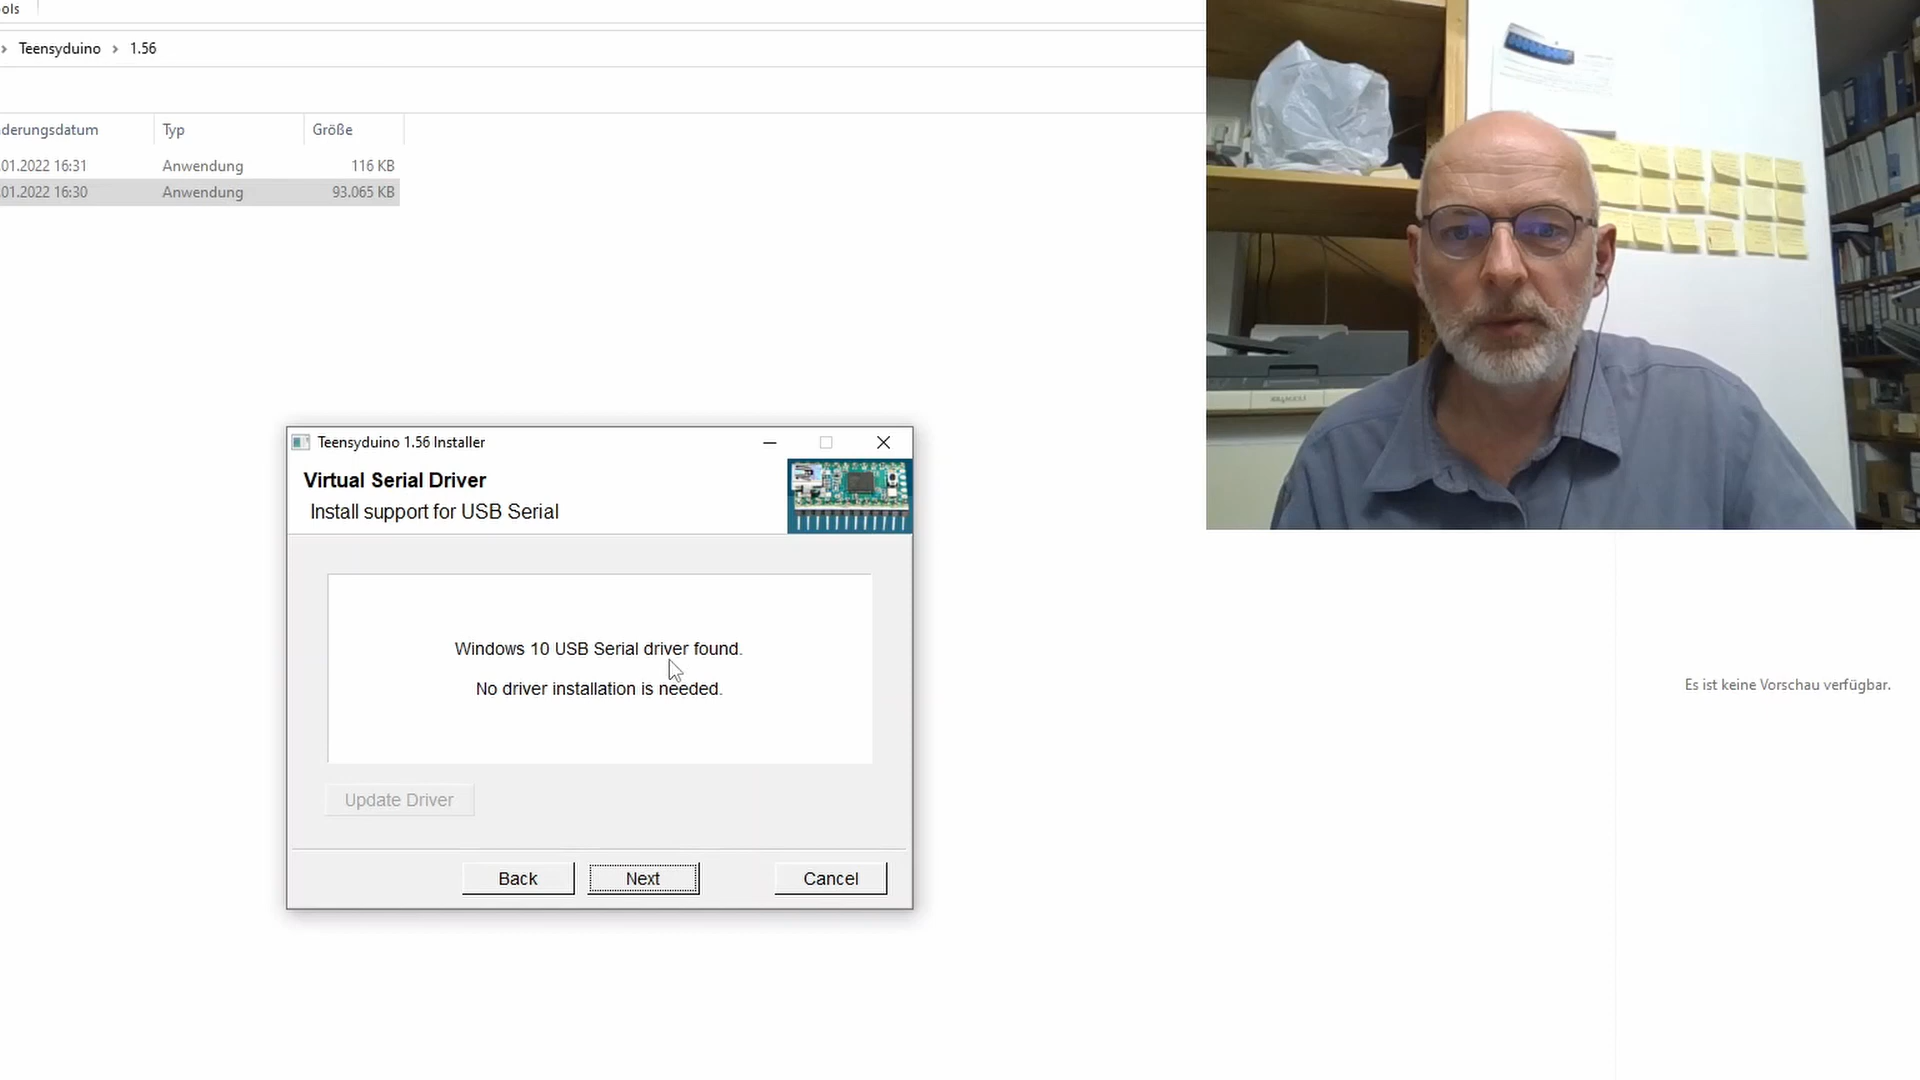 ols
Teensyduino > 1.56
derungsdatum Typ Größe
.01.2022 16:31 Anwendung 116 KB
.01.2022 16:30 Anwendung 93.065 KB
Teensyduino 1.56 Installer
Virtual Serial Driver
Install support for USB Serial
Windows 10 USB Serial driver found.
No driver installation is needed.
Update Driver
Back Next Cancel
Es ist keine Vorschau verfügbar.